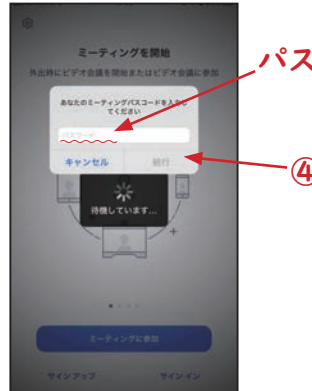 ミーティングを開始
外出時にビデオ会議を開始またはビデオ会議に参加
パス
あなたのミーティングパスコードを入力し
てください
パスワード
キャンセル
続行
④
待機しています...
ミーティングに参加
サインアップ
サインイン